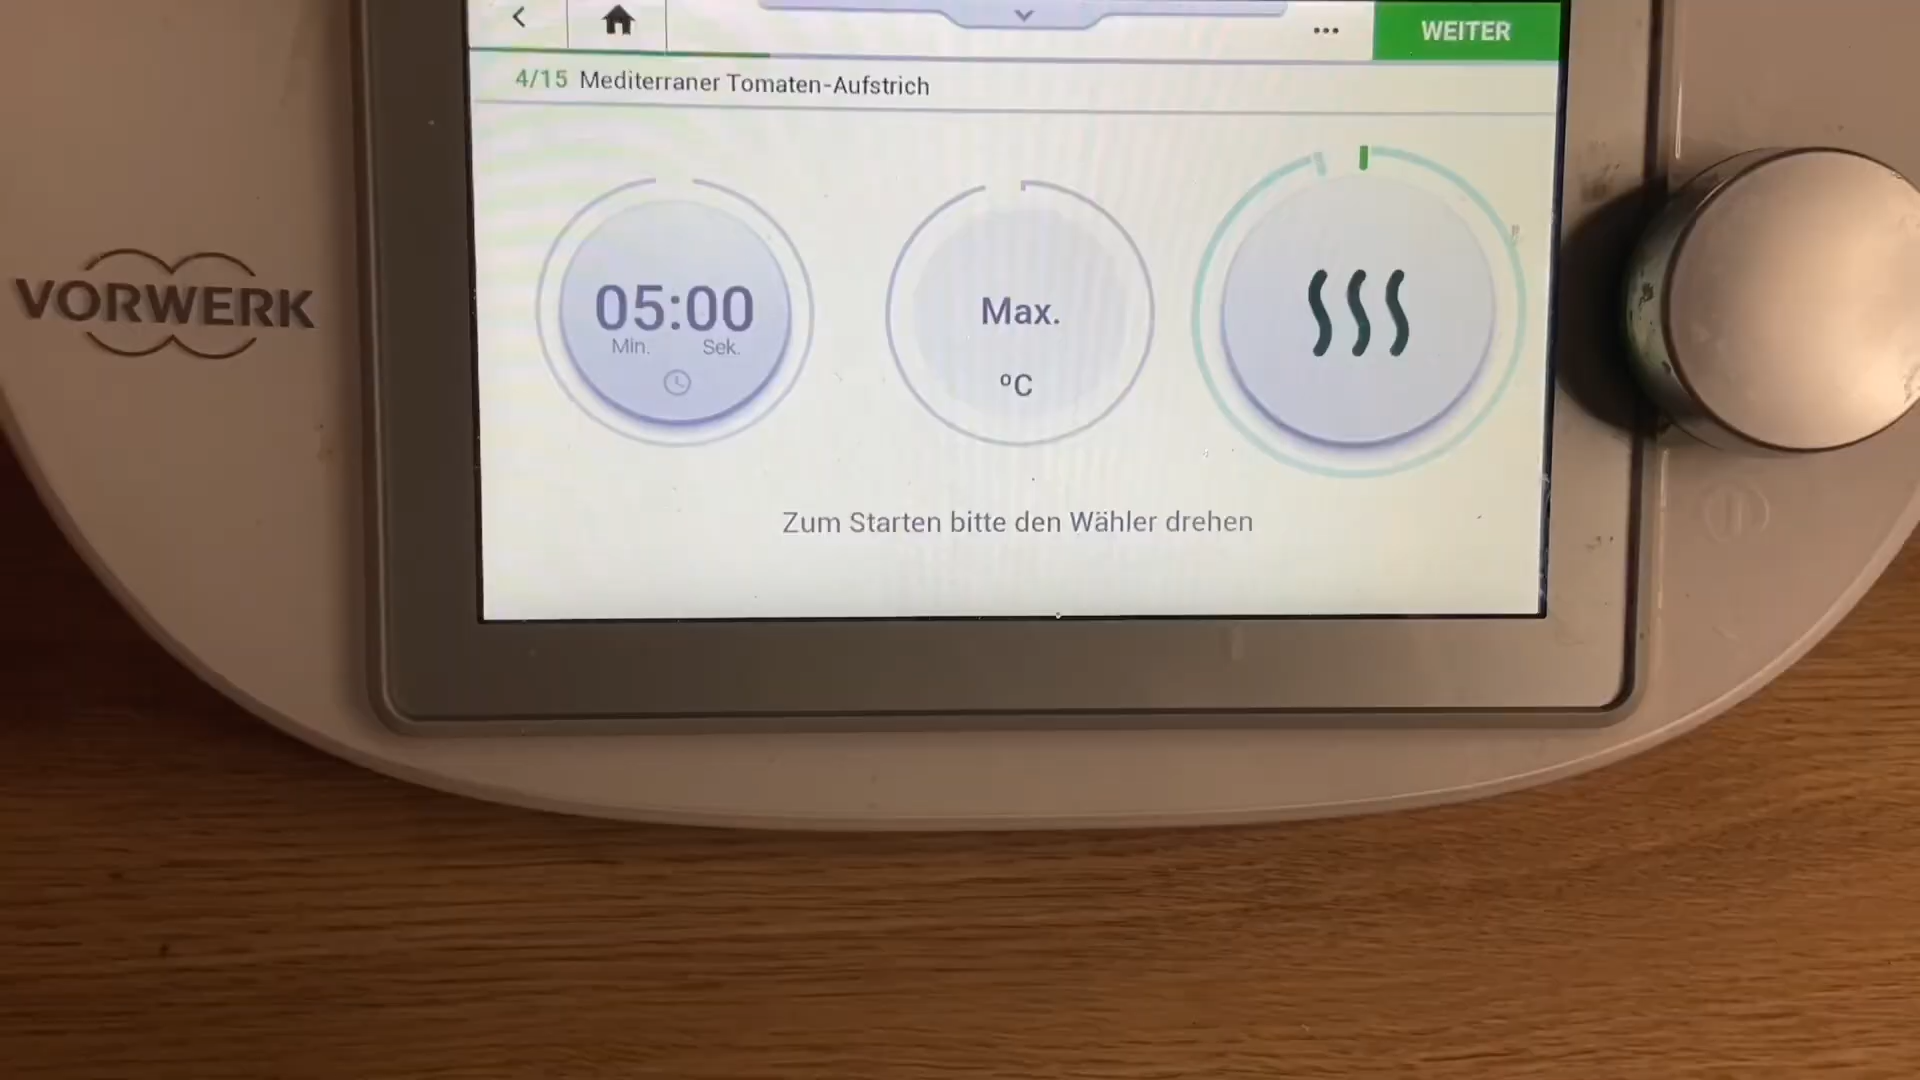 WEITER
4/15 Mediterraner Tomaten-Aufstrich
05:00
Min. Sek.
Max.
°C
Zum Starten bitte den Wähler drehen
VORWERK